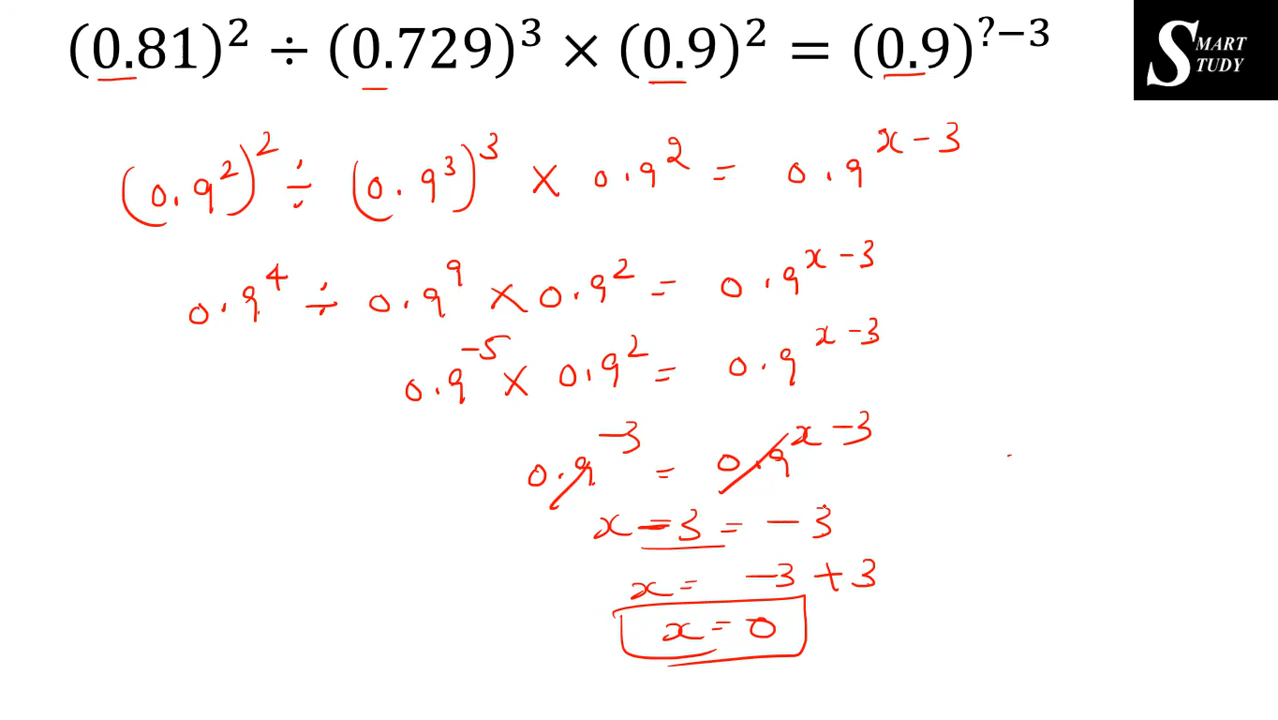 (0.81)² ÷ (0.729)³ × (0.9)² = (0.9)^{?−3}
SMART
STUDY
(0.9²)² ÷ (0.9³)³ × 0.9² = 0.9^{x−3}
0.9⁴ ÷ 0.9⁹ × 0.9² = 0.9^{x−3}
0.9^{−5} × 0.9² = 0.9^{x−3}
0.9^{−3} = 0.9^{x−3}
x − 3 = − 3
x = −3 + 3
x = 0